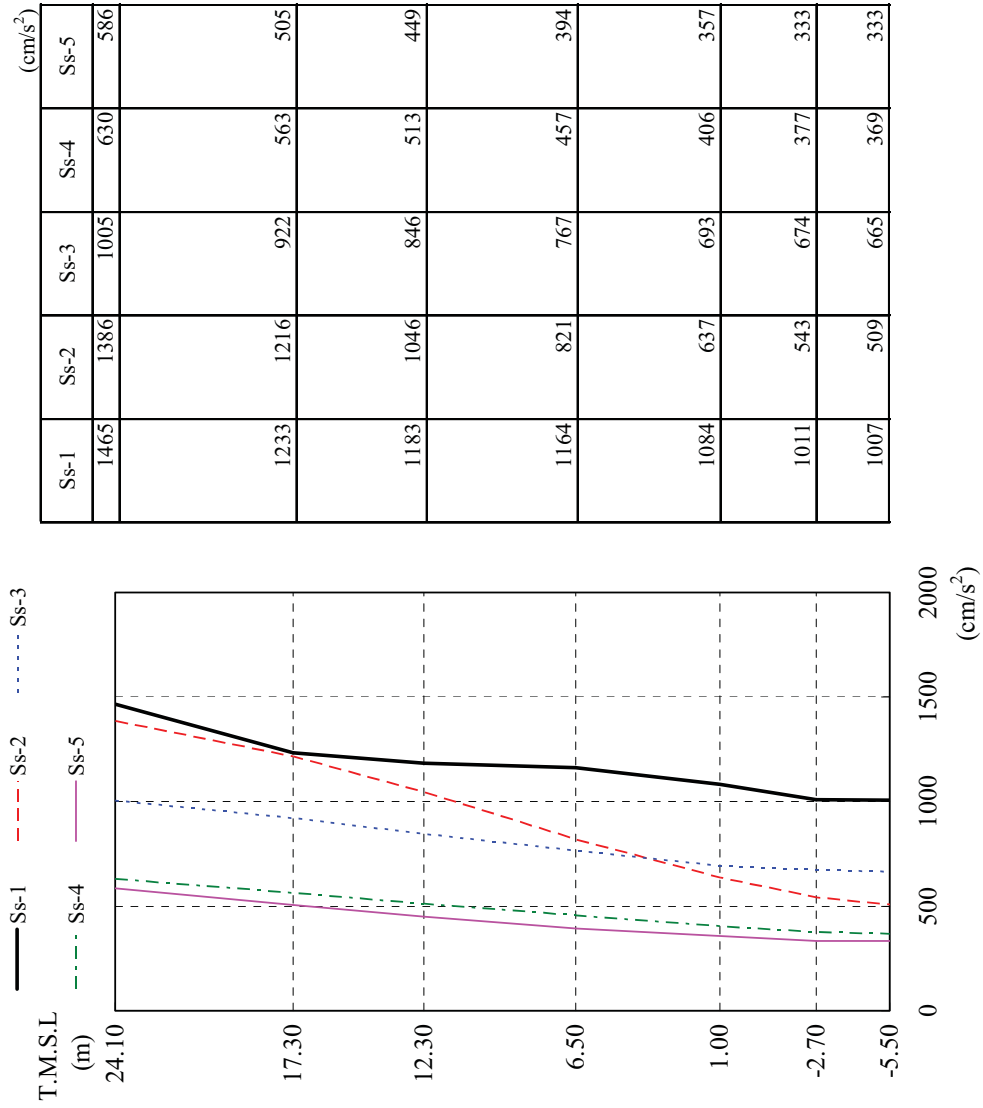 Ss-1 Ss-2 Ss-3
Ss-4 Ss-5
T.M.S.L
(m)
24.10
17.30
12.30
6.50
1.00
-2.70
-5.50
0 500 1000 1500 2000
(cm/s²)
(cm/s²)
Ss-1 Ss-2 Ss-3 Ss-4 Ss-5
1465 1386 1005 630 586
1233 1216 922 563 505
1183 1046 846 513 449
1164 821 767 457 394
1084 637 693 406 357
1011 543 674 377 333
1007 509 665 369 333